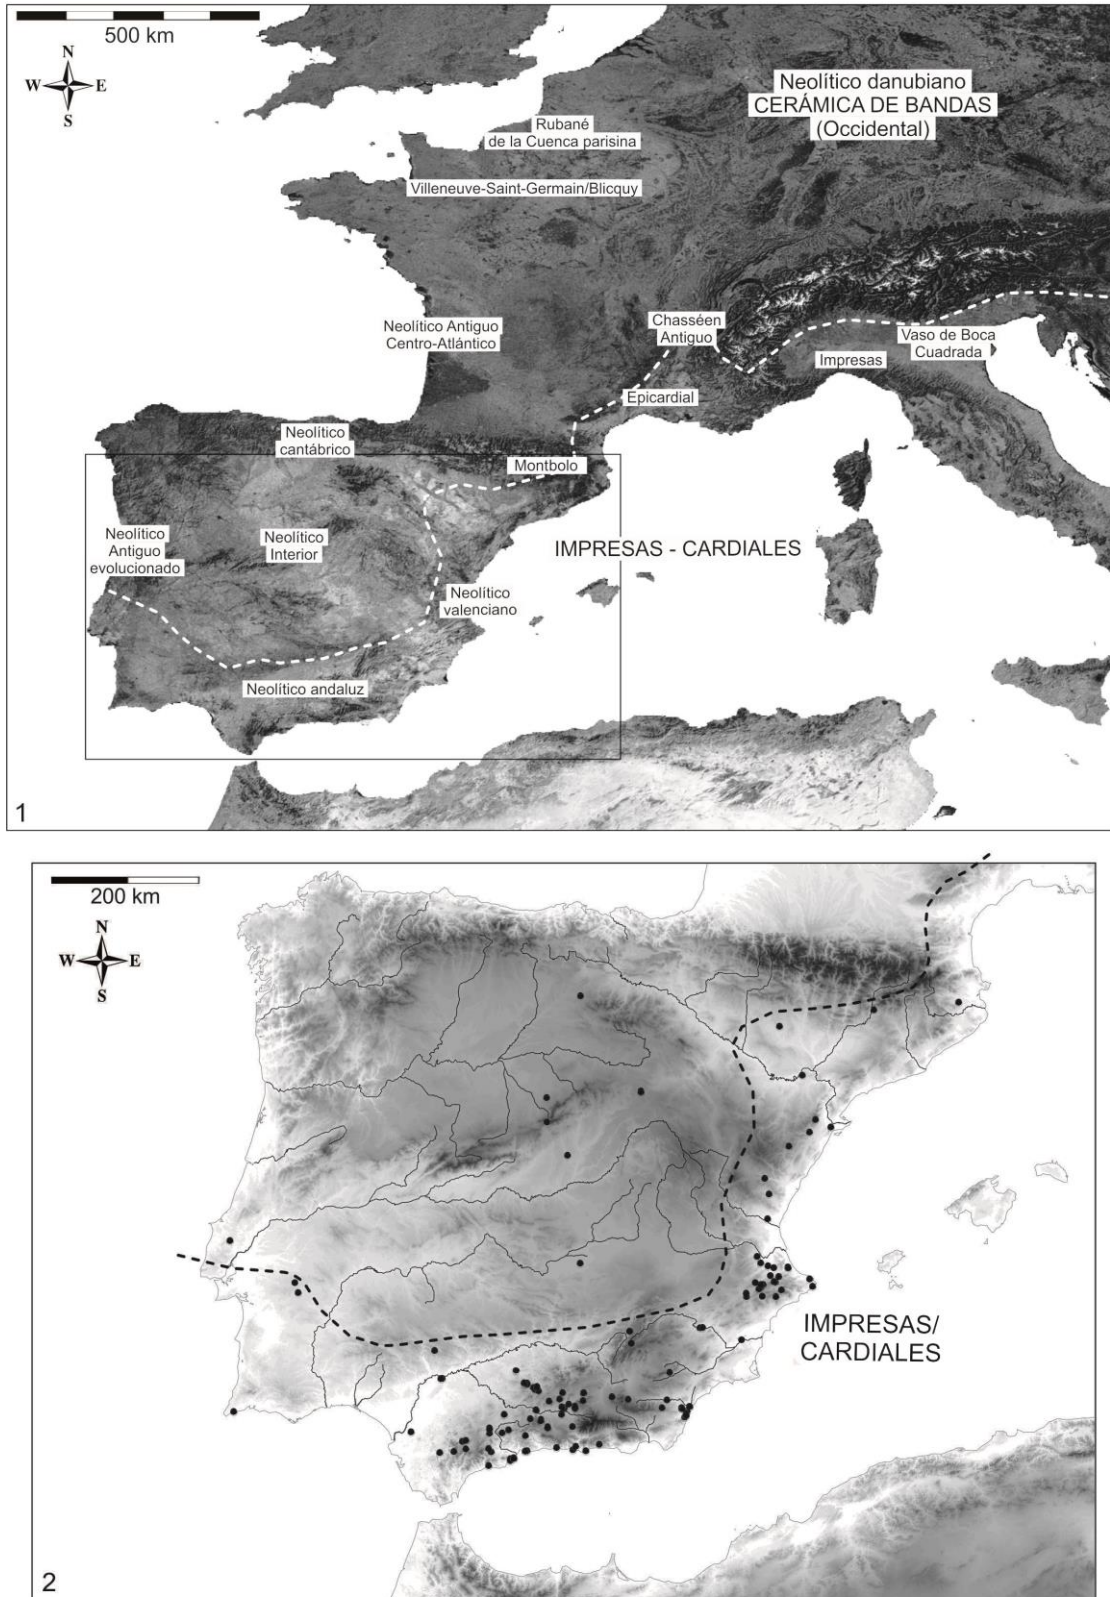 500 km
N
W E
S
Neolítico danubiano
CERÁMICA DE BANDAS
(Occidental)
Rubané
de la Cuenca parisina
Villeneuve-Saint-Germain/Blicquy
Neolítico Antiguo
Centro-Atlántico
Chasséen
Antiguo
Vaso de Boca
Cuadrada
Impresas
Epicardial
Neolítico
cantábrico
Montbolo
Neolítico
Antiguo
evolucionado
Neolítico
Interior
IMPRESAS - CARDIALES
Neolítico
valenciano
Neolítico andaluz
1
200 km
N
W E
S
IMPRESAS/
CARDIALES
2